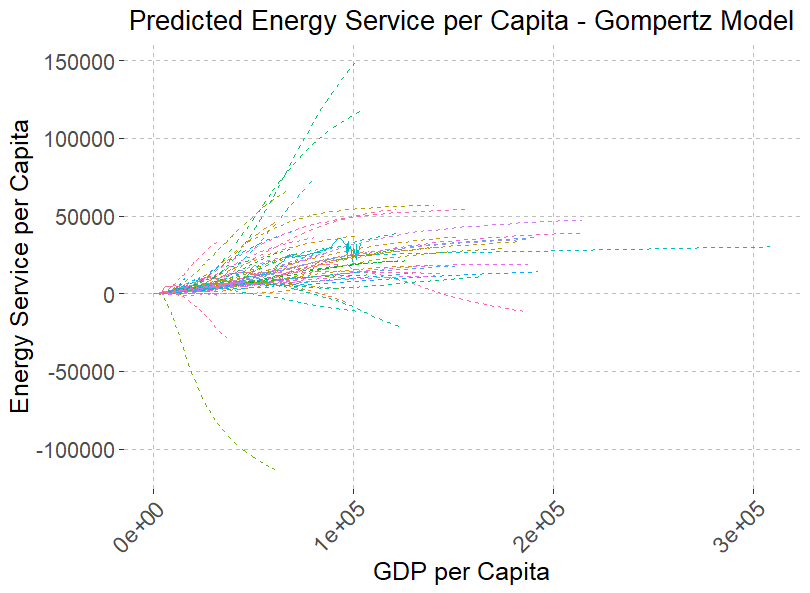 Predicted Energy Service per Capita - Gompertz Model
150000
100000
50000
0
-50000
-100000
Energy Service per Capita
0e+00
1e+05
2e+05
3e+05
GDP per Capita